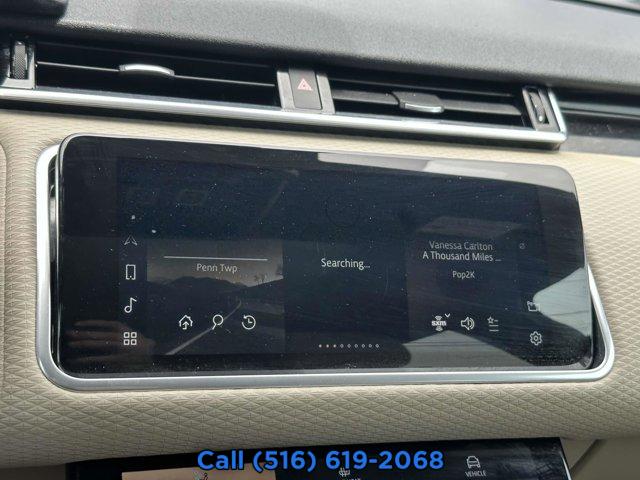 Vanessa Carlton
A Thousand Miles ...
Penn Twp
Searching...
Pop2K
sxm
Call (516) 619-2068
VEHICLE